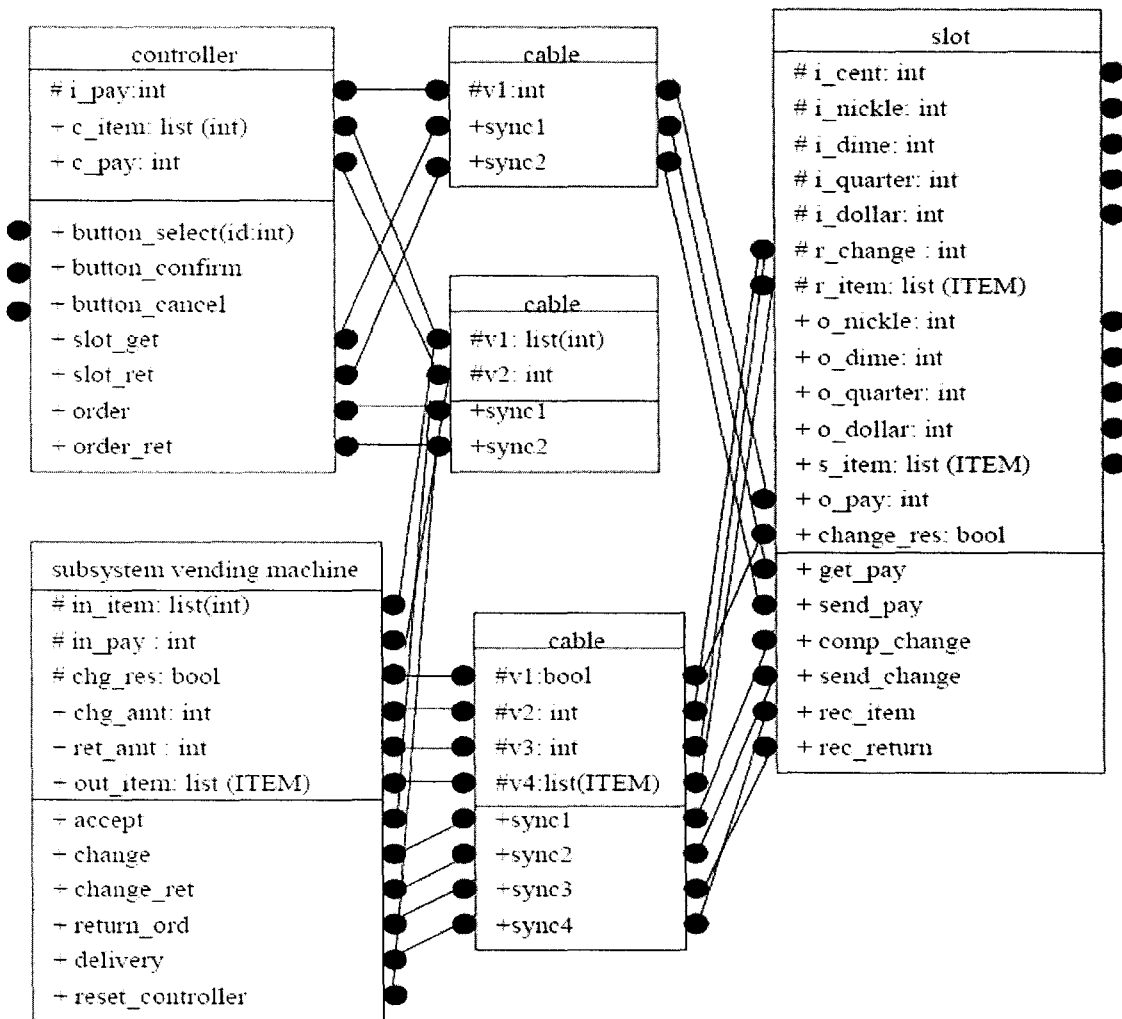 controller
# i_pay:int
+ c_item: list (int)
+ c_pay: int
+ button_select(id:int)
+ button_confirm
+ button_cancel
+ slot_get
+ slot_ret
+ order
+ order_ret
cable
#v1:int
+sync1
+sync2
cable
#v1: list(int)
#v2: int
+sync1
+sync2
slot
# i_cent: int
# i_nickle: int
# i_dime: int
# i_quarter: int
# i_dollar: int
# r_change : int
# r_item: list (ITEM)
+ o_nickle: int
+ o_dime: int
+ o_quarter: int
+ o_dollar: int
+ s_item: list (ITEM)
+ o_pay: int
+ change_res: bool
+ get_pay
+ send_pay
+ comp_change
+ send_change
+ rec_item
+ rec_return
subsystem vending machine
# in_item: list(int)
# in_pay : int
# chg_res: bool
+ chg_amt: int
+ ret_amt : int
+ out_item: list (ITEM)
+ accept
+ change
+ change_ret
+ return_ord
+ delivery
+ reset_controller
cable
#v1:bool
#v2: int
#v3: int
#v4:list(ITEM)
+sync1
+sync2
+sync3
+sync4